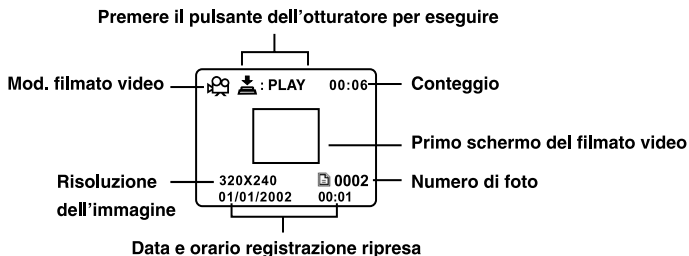 Premere il pulsante dell'otturatore per eseguire
Mod. filmato video
: PLAY 00:06
Conteggio
Primo schermo del filmato video
Risoluzione
dell'immagine
320X240 0002
01/01/2002 00:01
Numero di foto
Data e orario registrazione ripresa